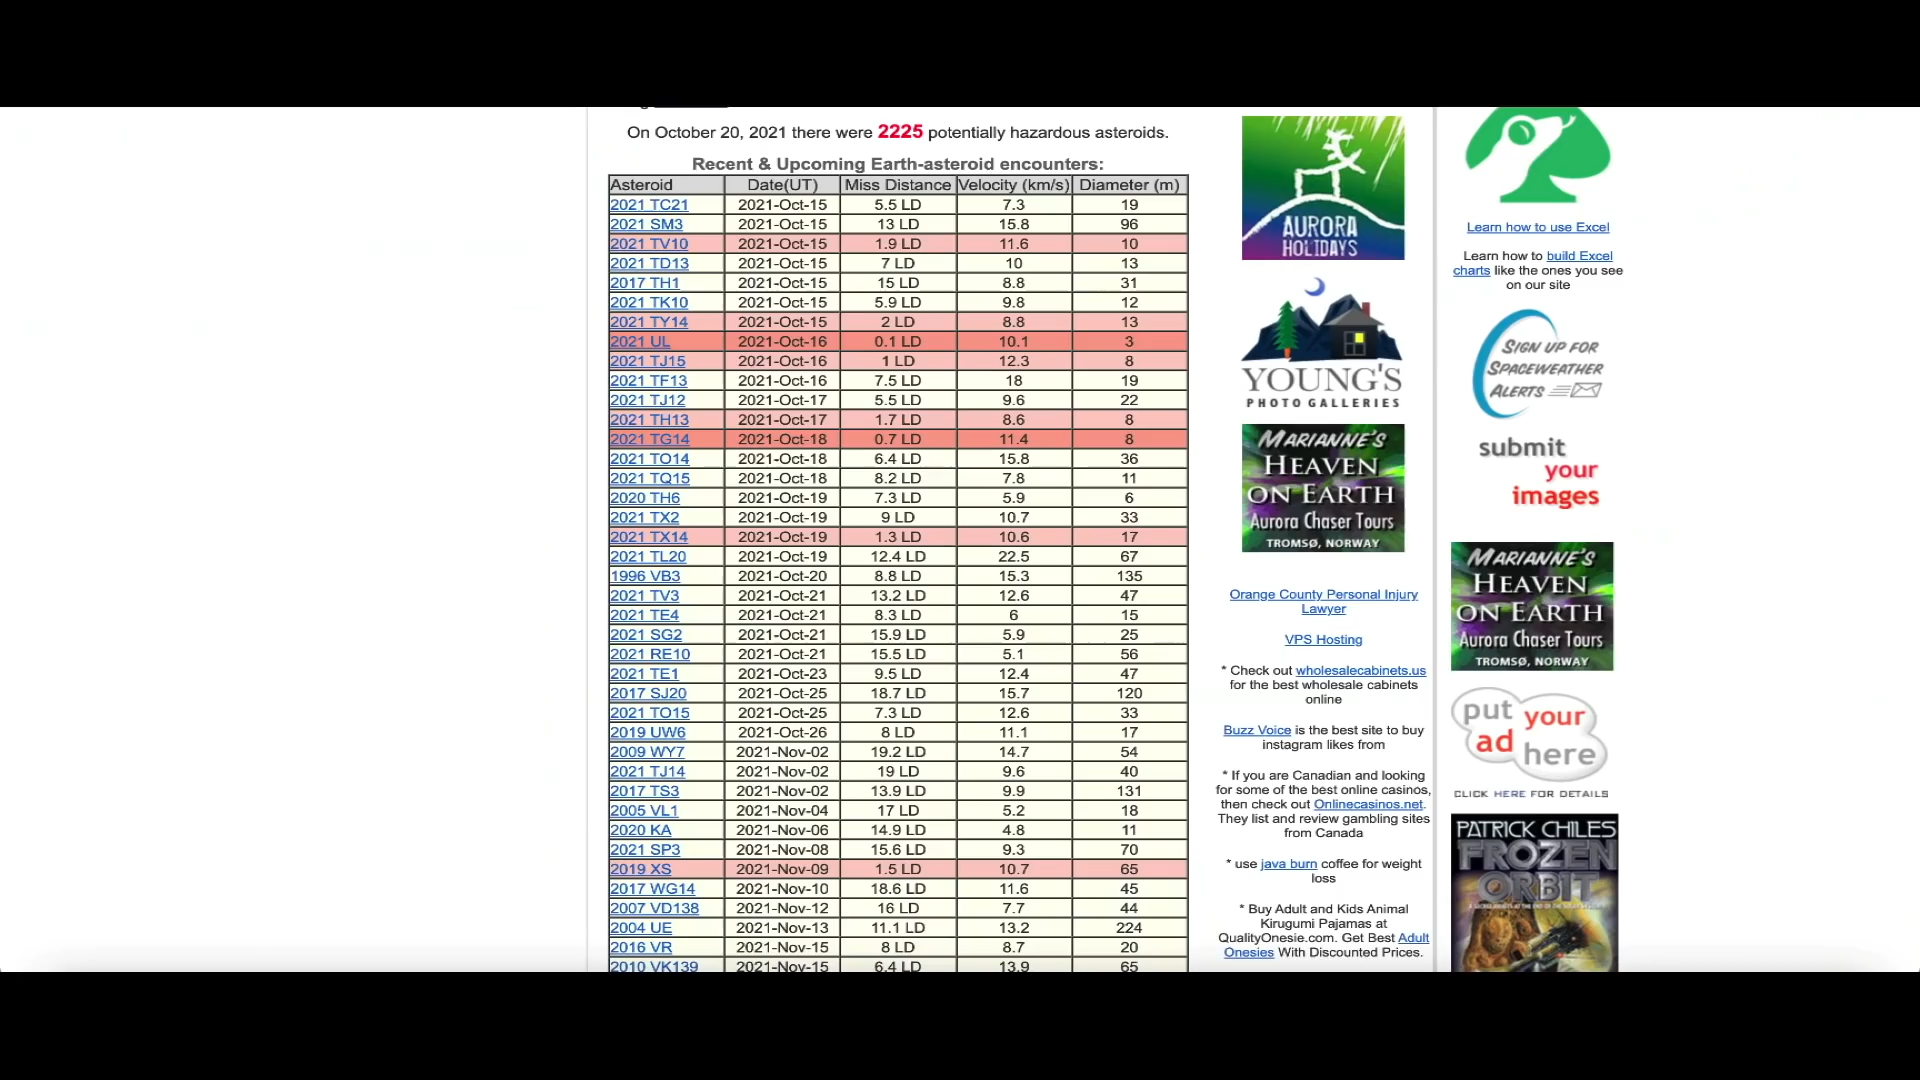 On October 20, 2021 there were 2225 potentially hazardous asteroids.
Recent & Upcoming Earth-asteroid encounters:
Asteroid Date(UT) Miss Distance Velocity (km/s) Diameter (m)
2021 TC21 2021-Oct-15 5.5 LD 7.3 19
2021 SM3 2021-Oct-15 13 LD 15.8 96
2021 TV10 2021-Oct-15 1.9 LD 11.6 10
2021 TD13 2021-Oct-15 7 LD 10 13
2017 TH1 2021-Oct-15 15 LD 8.8 31
2021 TK10 2021-Oct-15 5.9 LD 9.8 12
2021 TY14 2021-Oct-15 2 LD 8.8 13
2021 UL 2021-Oct-16 0.1 LD 10.1 3
2021 TJ15 2021-Oct-16 1 LD 12.3 8
2021 TF13 2021-Oct-16 7.5 LD 18 19
2021 TJ12 2021-Oct-17 5.5 LD 9.6 22
2021 TH13 2021-Oct-17 1.7 LD 8.6 8
2021 TG14 2021-Oct-18 0.7 LD 11.4 8
2021 TO14 2021-Oct-18 6.4 LD 15.8 36
2021 TQ15 2021-Oct-18 8.2 LD 7.8 11
2020 TH6 2021-Oct-19 7.3 LD 5.9 6
2021 TX2 2021-Oct-19 9 LD 10.7 33
2021 TX14 2021-Oct-19 1.3 LD 10.6 17
2021 TL20 2021-Oct-19 12.4 LD 22.5 67
1996 VB3 2021-Oct-20 8.8 LD 15.3 135
2021 TV3 2021-Oct-21 13.2 LD 12.6 47
2021 TE4 2021-Oct-21 8.3 LD 6 15
2021 SG2 2021-Oct-21 15.9 LD 5.9 25
2021 RE10 2021-Oct-21 15.5 LD 5.1 56
2021 TE1 2021-Oct-23 9.5 LD 12.4 47
2017 SJ20 2021-Oct-25 18.7 LD 15.7 120
2021 TO15 2021-Oct-25 7.3 LD 12.6 33
2019 UW6 2021-Oct-26 8 LD 11.1 17
2009 WY7 2021-Nov-02 19.2 LD 14.7 54
2021 TJ14 2021-Nov-02 19 LD 9.6 40
2017 TS3 2021-Nov-02 13.9 LD 9.9 131
2005 VL1 2021-Nov-04 17 LD 5.2 18
2020 KA 2021-Nov-06 14.9 LD 4.8 11
2021 SP3 2021-Nov-08 15.6 LD 9.3 70
2019 XS 2021-Nov-09 1.5 LD 10.7 65
2017 WG14 2021-Nov-10 18.6 LD 11.6 45
2007 VD138 2021-Nov-12 16 LD 7.7 44
2004 UE 2021-Nov-13 11.1 LD 13.2 224
2016 VR 2021-Nov-15 8 LD 8.7 20
2010 VK139 2021-Nov-15 6.4 LD 13.9 65
AURORA
HOLIDAYS
YOUNG'S
PHOTO GALLERIES
MARIANNE'S
HEAVEN
ON EARTH
Aurora Chaser Tours
TROMSØ, NORWAY
Orange County Personal Injury
Lawyer
VPS Hosting
* Check out wholesalecabinets.us
for the best wholesale cabinets
online
Buzz Voice is the best site to buy
instagram likes from
* If you are Canadian and looking
for some of the best online casinos,
then check out Onlinecasinos.net.
They list and review gambling sites
from Canada
* use java burn coffee for weight
loss
* Buy Adult and Kids Animal
Kirugumi Pajamas at
QualityOnesie.com. Get Best Adult
Onesies With Discounted Prices.
Learn how to use Excel
Learn how to build Excel
charts like the ones you see
on our site
SIGN UP FOR
SPACEWEATHER
ALERTS
submit
your
images
MARIANNE'S
HEAVEN
ON EARTH
Aurora Chaser Tours
TROMSØ, NORWAY
put your
ad here
CLICK HERE FOR DETAILS
PATRICK CHILES
FROZEN
ORBIT